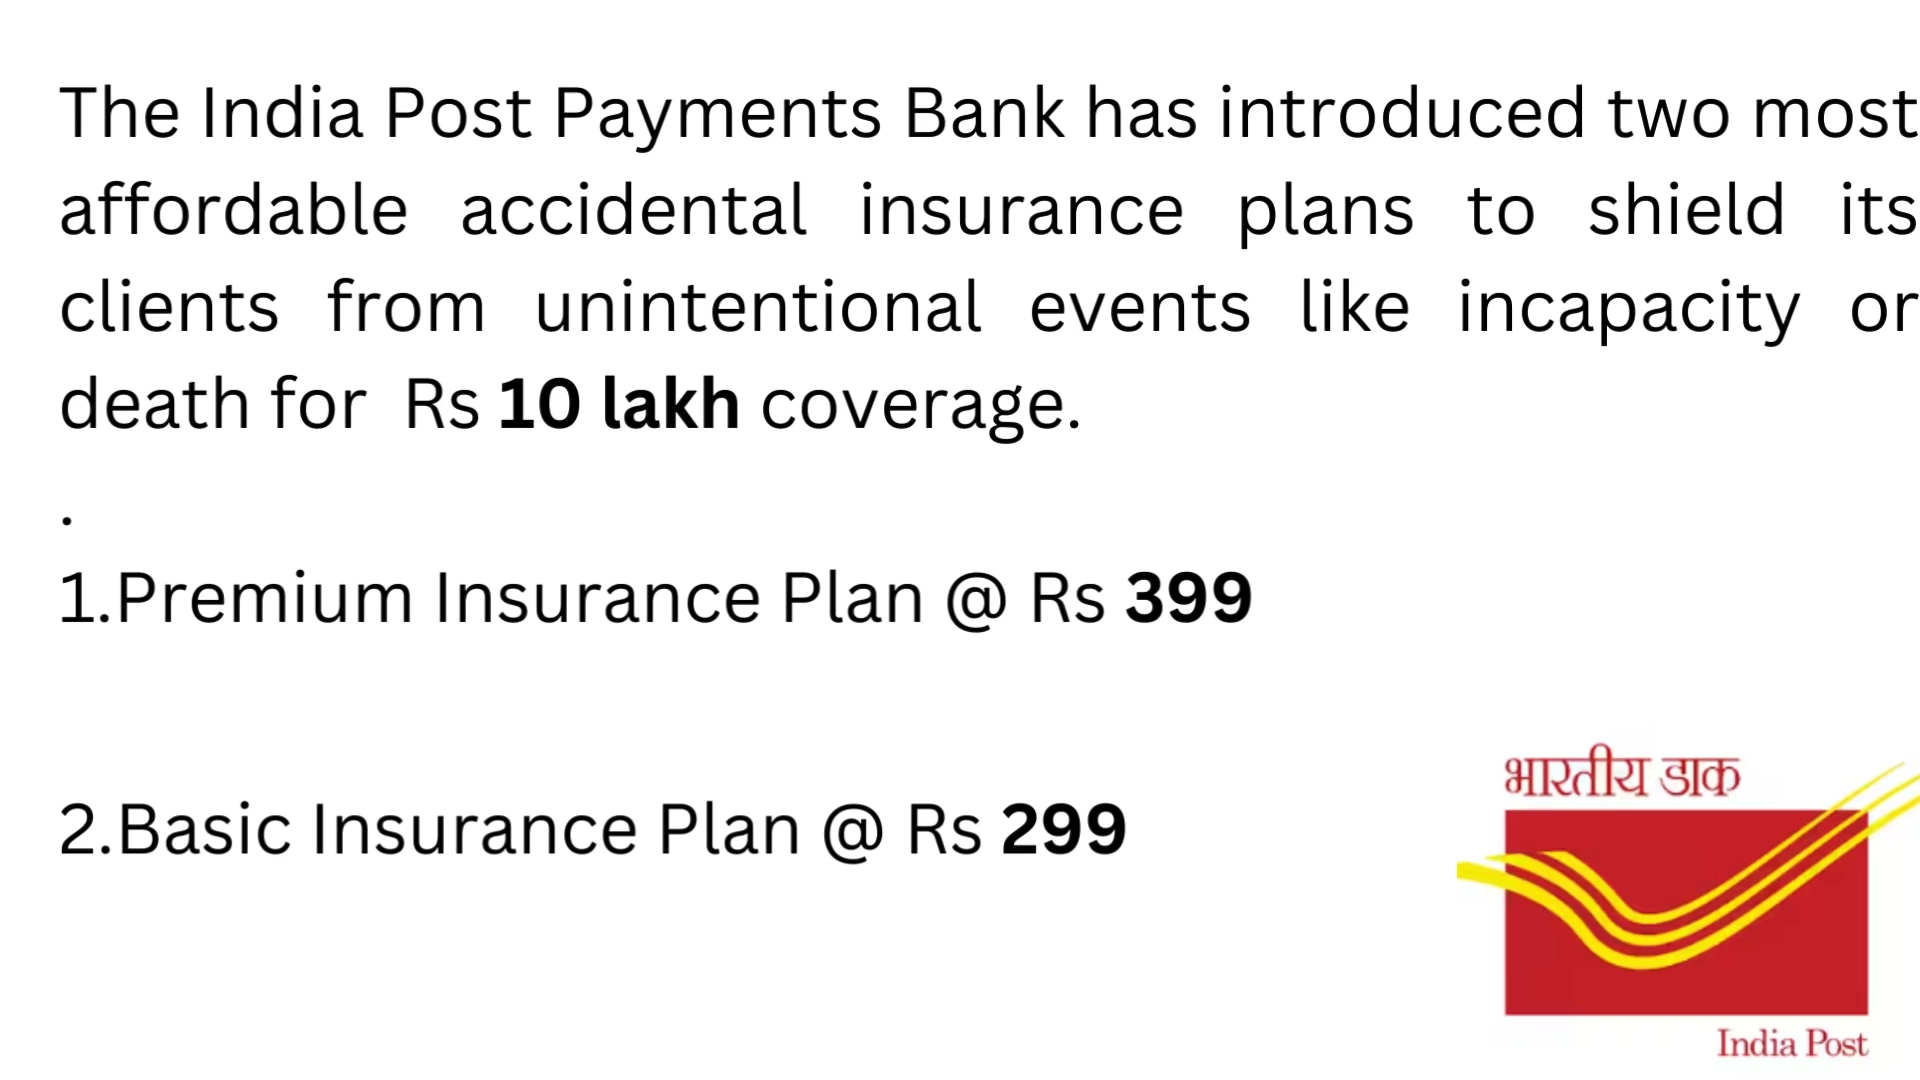 The India Post Payments Bank has introduced two most
affordable accidental insurance plans to shield its
clients from unintentional events like incapacity or
death for  Rs 10 lakh coverage.
.
1.Premium Insurance Plan @ Rs 399
2.Basic Insurance Plan @ Rs 299
भारतीय डाक
India Post